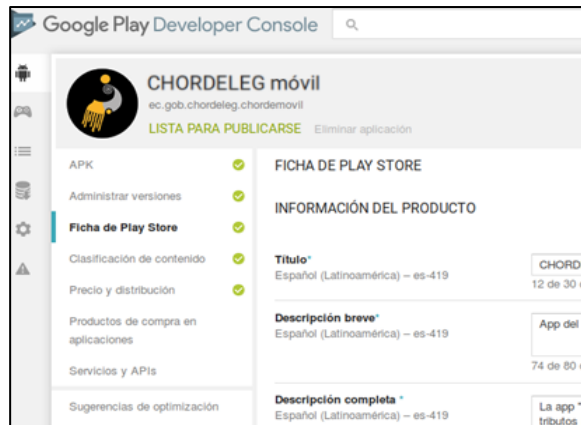 Google Play Developer Console
CHORDELEG móvil
ec.gob.chordeleg.chordemovil
LISTA PARA PUBLICARSE Eliminar aplicación
APK
Administrar versiones
Ficha de Play Store
Clasificación de contenido
Precio y distribución
Productos de compra en
aplicaciones
Servicios y APIs
Sugerencias de optimización
FICHA DE PLAY STORE
INFORMACIÓN DEL PRODUCTO
Título*
Español (Latinoamérica) – es-419
CHORD
12 de 30
Descripción breve*
Español (Latinoamérica) – es-419
App del
74 de 80
Descripción completa *
Español (Latinoamérica) – es-419
La app "
tributos